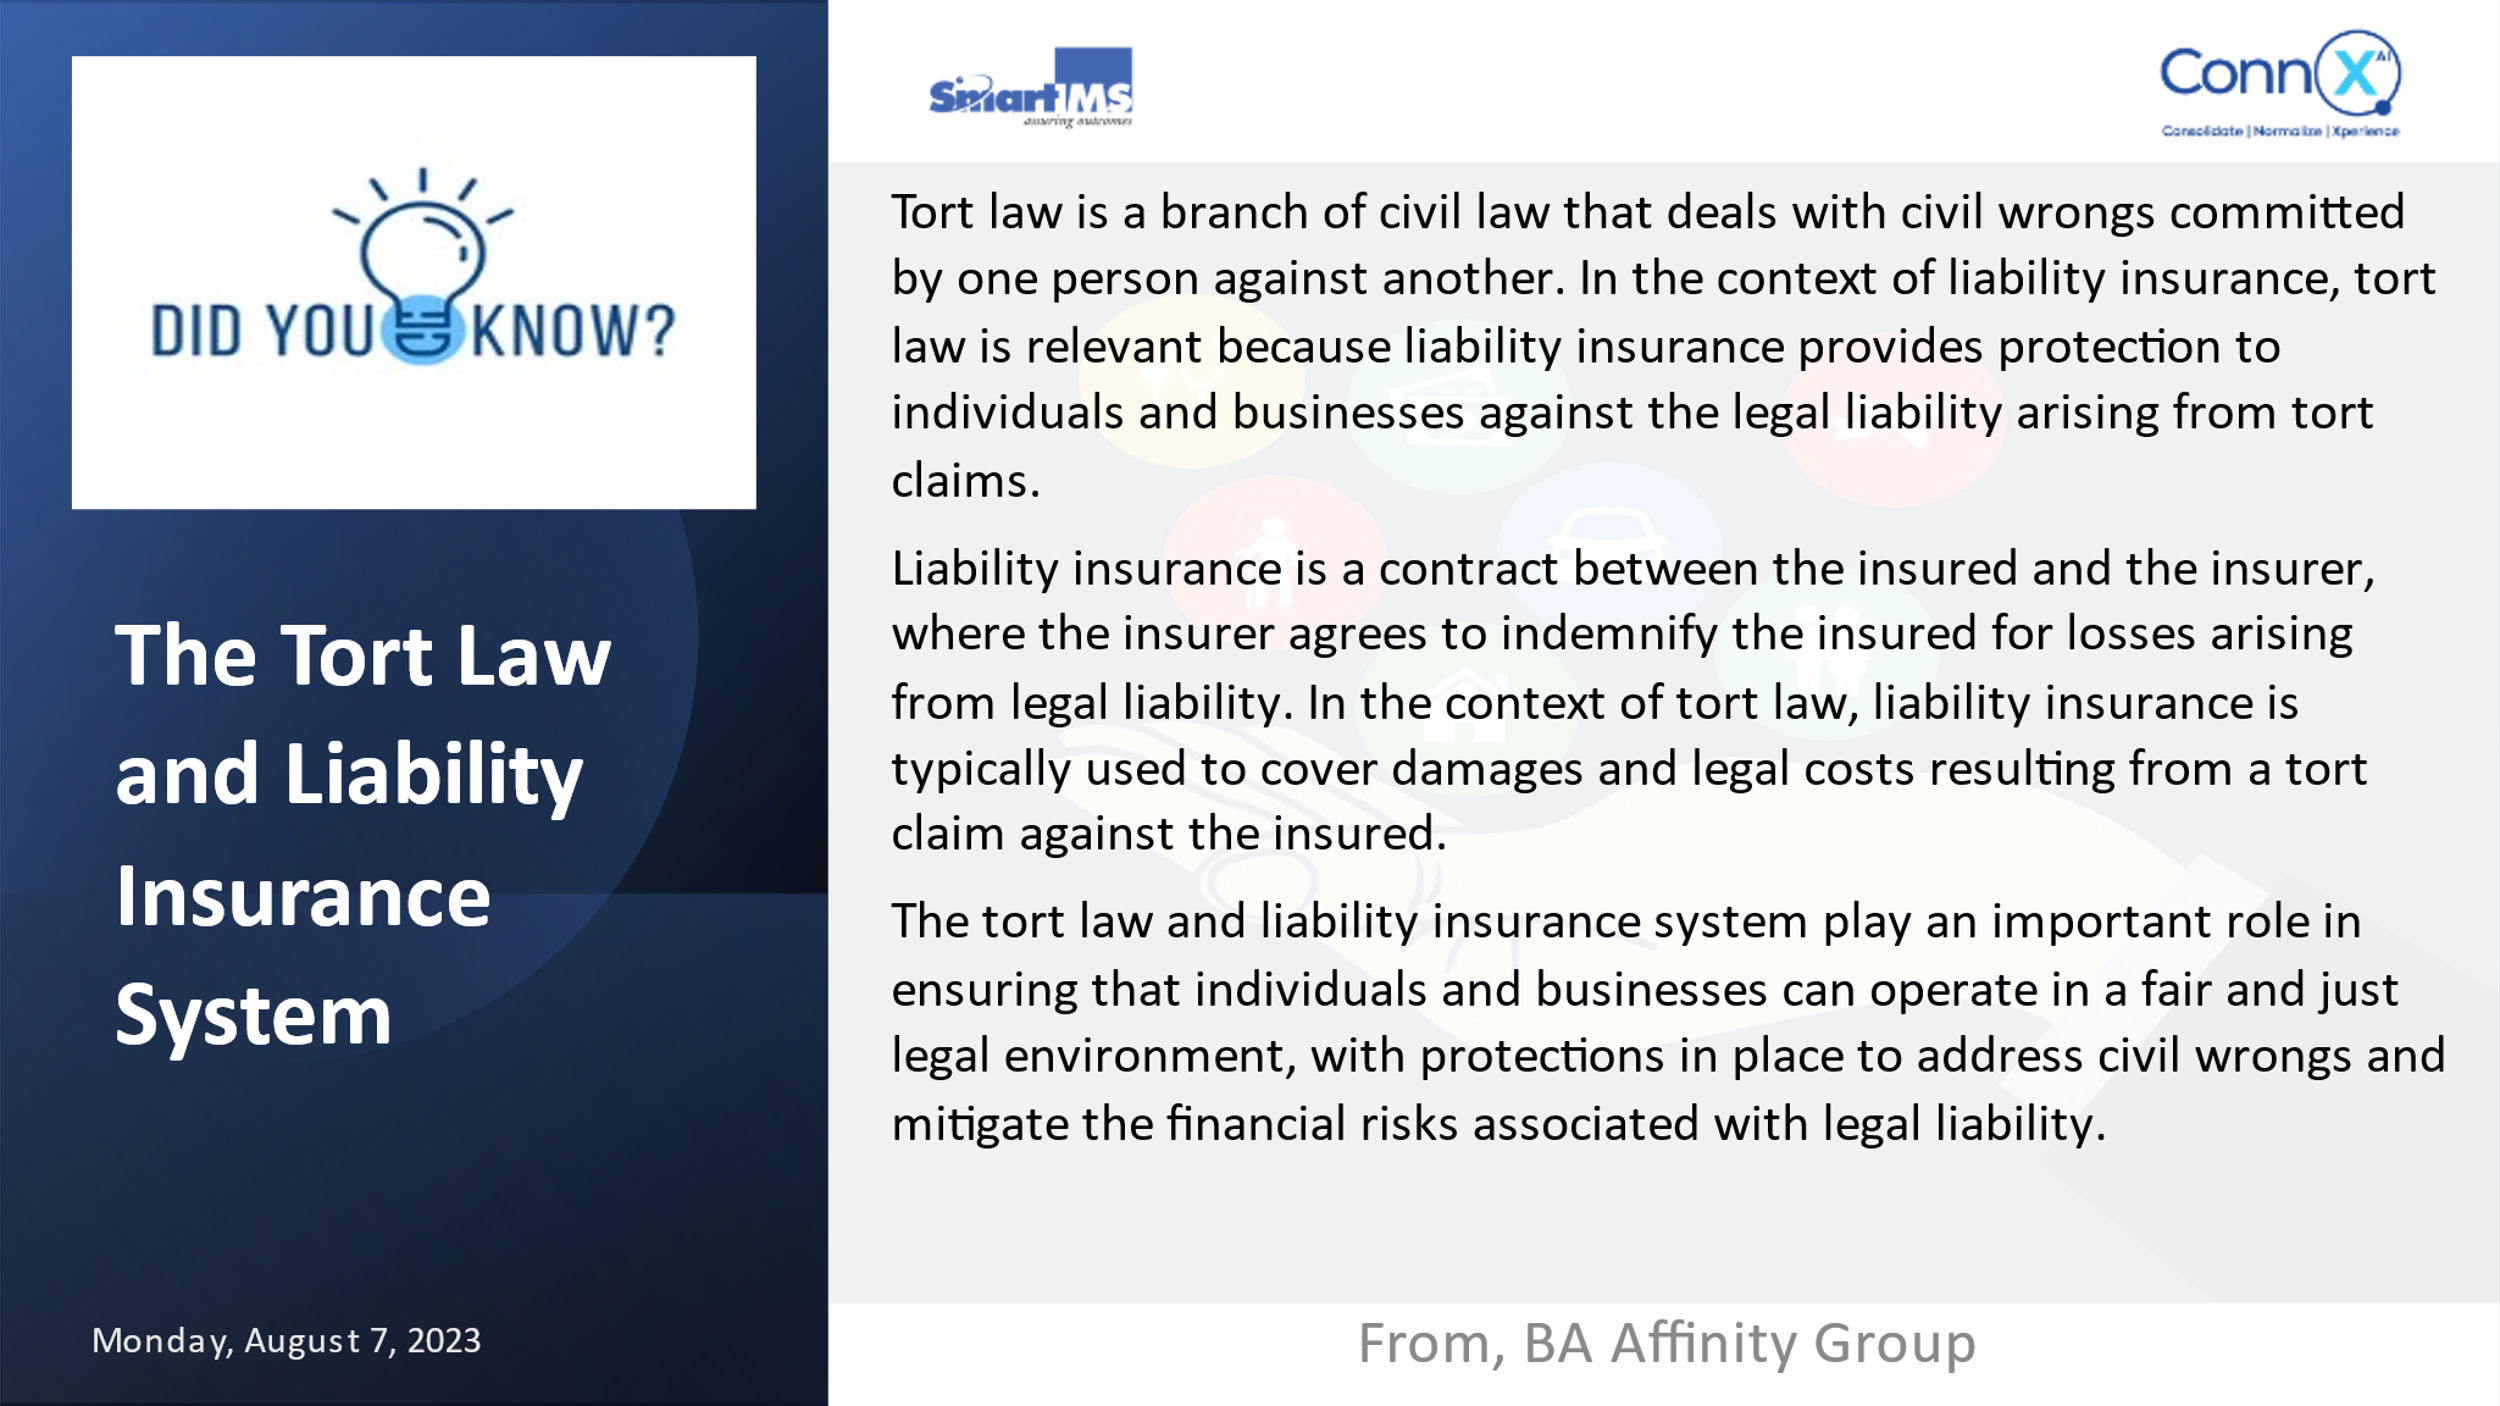 DID YOU KNOW?
The Tort Law
and Liability
Insurance
System
Monday, August 7, 2023
SmartIMS
assuring outcomes
ConnX AI
Consolidate | Normalize | Xperience
Tort law is a branch of civil law that deals with civil wrongs committed
by one person against another. In the context of liability insurance, tort
law is relevant because liability insurance provides protection to
individuals and businesses against the legal liability arising from tort
claims.
Liability insurance is a contract between the insured and the insurer,
where the insurer agrees to indemnify the insured for losses arising
from legal liability. In the context of tort law, liability insurance is
typically used to cover damages and legal costs resulting from a tort
claim against the insured.
The tort law and liability insurance system play an important role in
ensuring that individuals and businesses can operate in a fair and just
legal environment, with protections in place to address civil wrongs and
mitigate the financial risks associated with legal liability.
From, BA Affinity Group